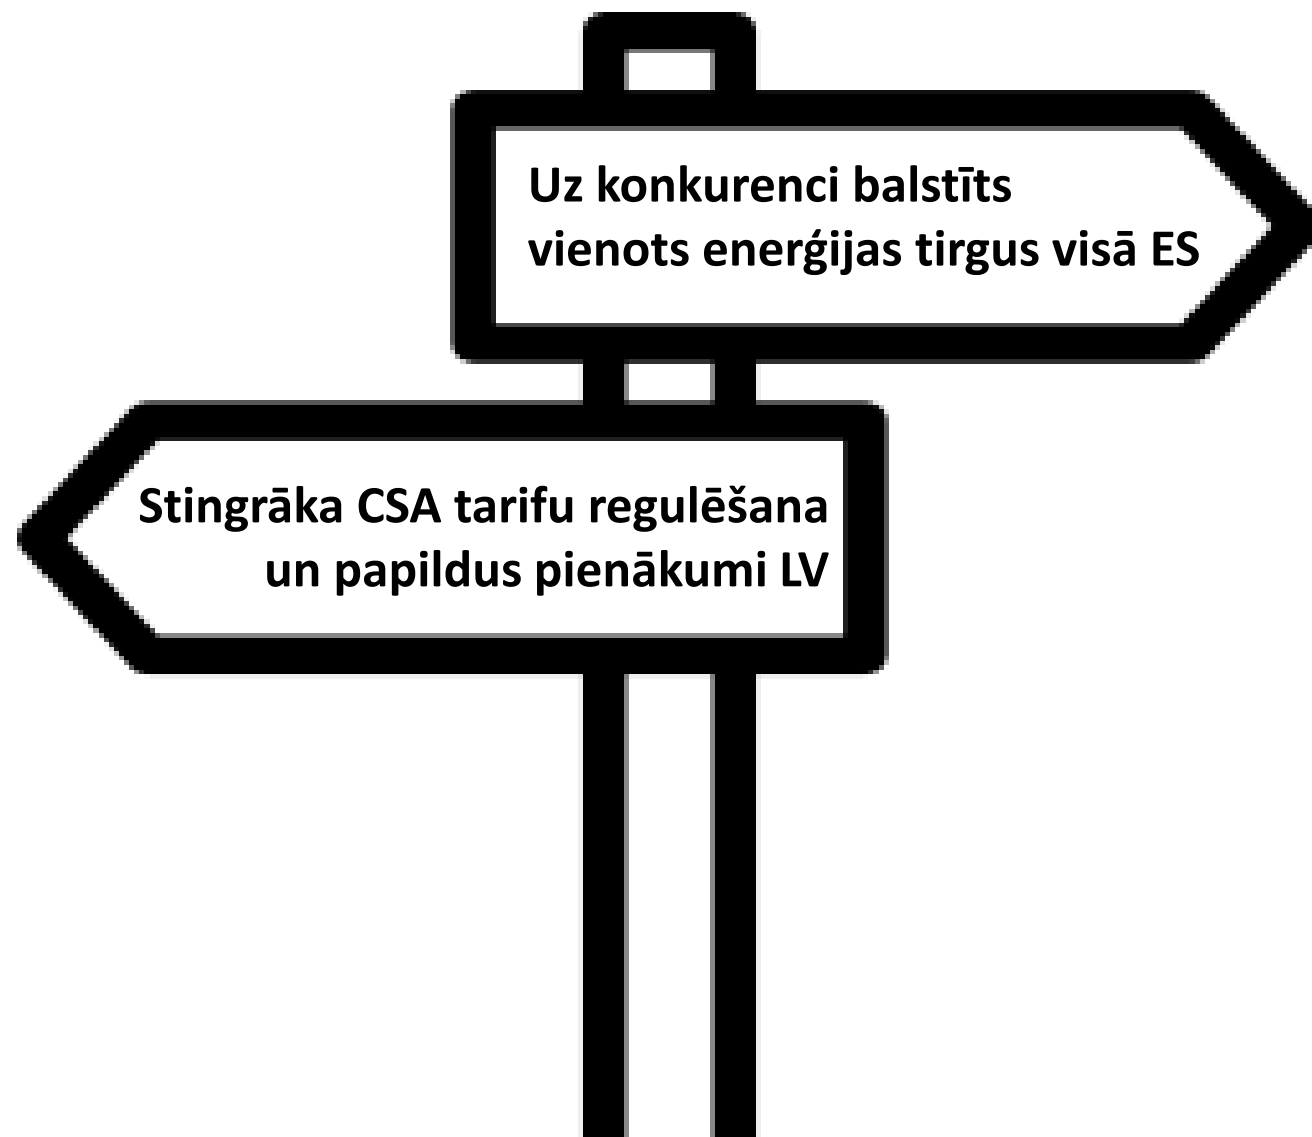 Uz konkurenci balstīts
vienots enerģijas tirgus visā ES
Stingrāka CSA tarifu regulēšana
un papildus pienākumi LV